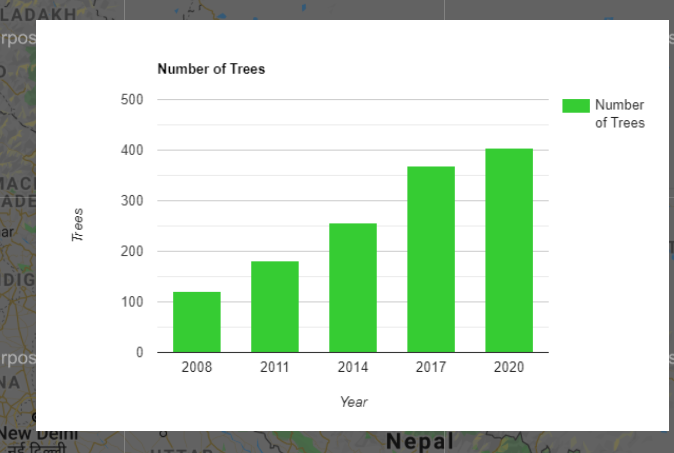 LADAKH
Number of Trees
500
Number
of Trees
400
300
200
100
0
Trees
2008 2011 2014 2017 2020
Year
New Delhi
Nepal